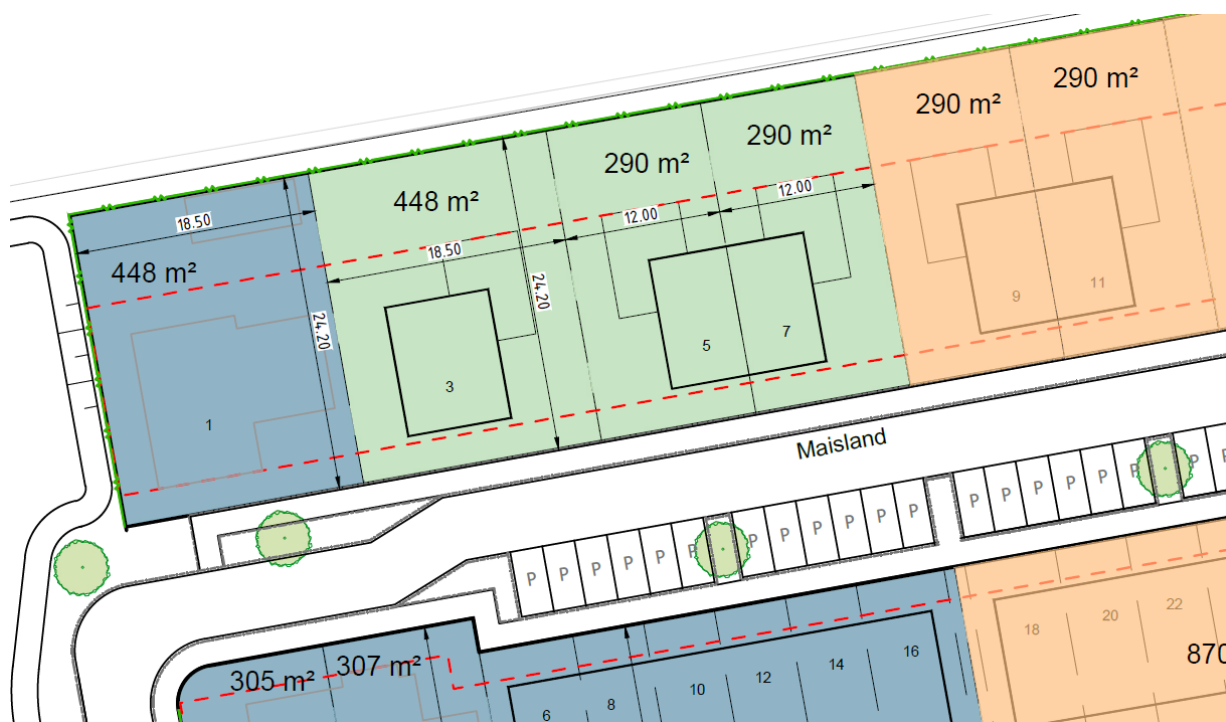 290 m²
290 m²
290 m²
290 m²
448 m²
448 m²
18.50
18.50
12.00
12.00
24.20
24.20
1
3
5
7
9
11
Maisland
P P P P P P P P P P P P
P P P P P P P P
305 m²
307 m²
6
8
10
12
14
16
18
20
22
870